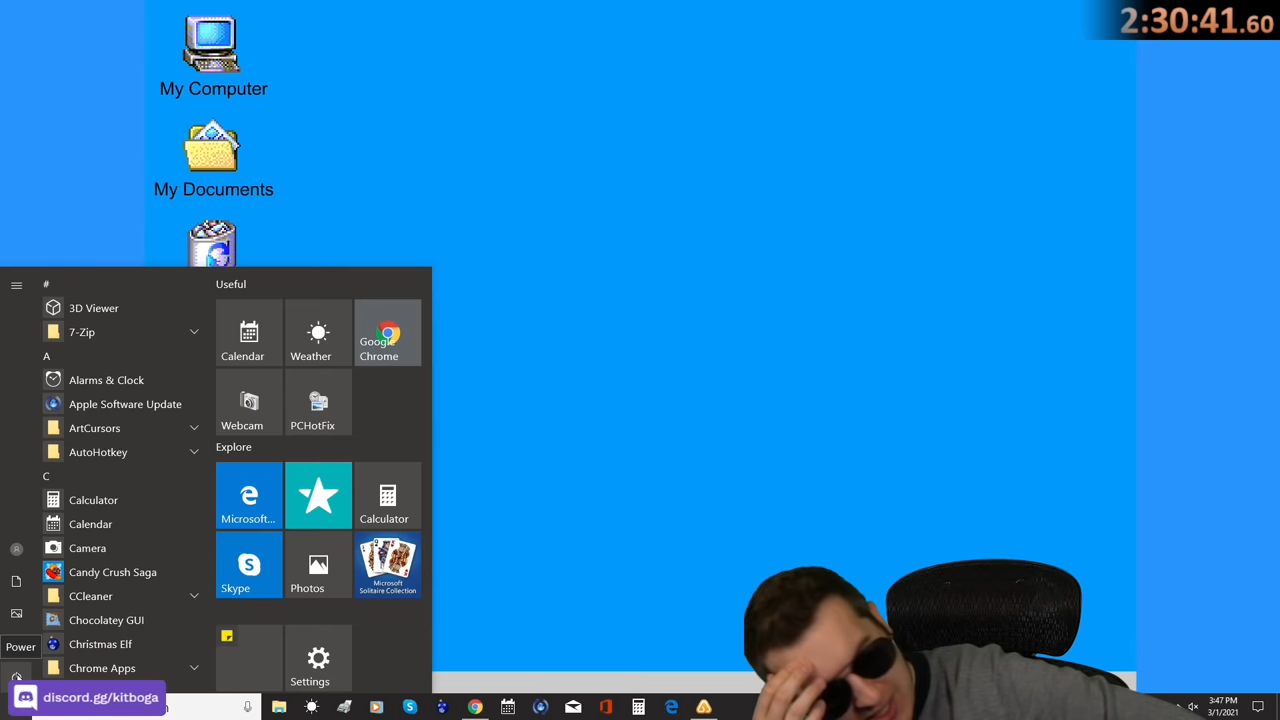 2:30:41.60
My Computer
My Documents
#
3D Viewer
7-Zip
A
Alarms & Clock
Apple Software Update
ArtCursors
AutoHotkey
C
Calculator
Calendar
Camera
Candy Crush Saga
CCleaner
Chocolatey GUI
Christmas Elf
Chrome Apps
Useful
Calendar
Weather
Google
Chrome
Webcam
PCHotFix
Explore
Microsoft...
Calculator
Skype
Photos
Microsoft
Solitaire Collection
Settings
Power
discord.gg/kitboga
3:47 PM
3/1/2021